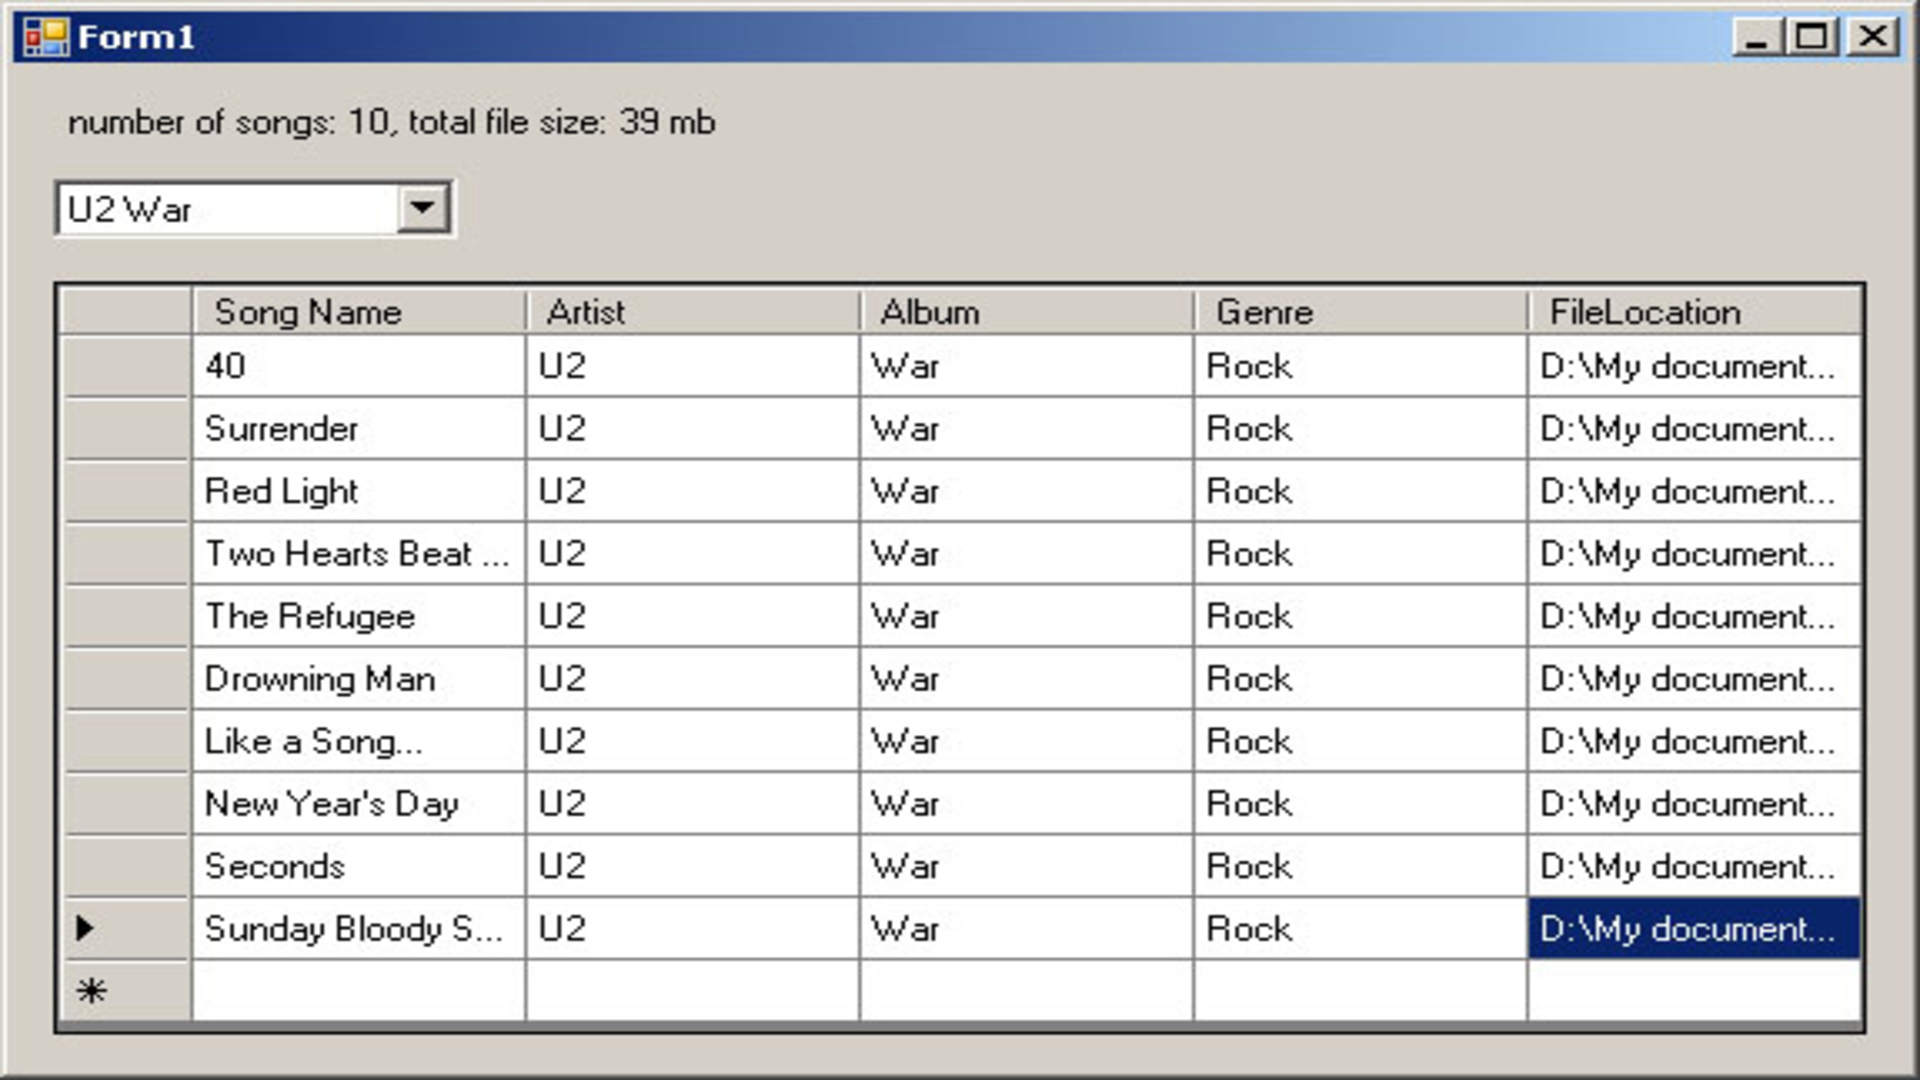 Form1
number of songs: 10, total file size: 39 mb
U2 War
Song Name Artist Album Genre FileLocation
40 U2 War Rock D:\My document...
Surrender U2 War Rock D:\My document...
Red Light U2 War Rock D:\My document...
Two Hearts Beat ... U2 War Rock D:\My document...
The Refugee U2 War Rock D:\My document...
Drowning Man U2 War Rock D:\My document...
Like a Song... U2 War Rock D:\My document...
New Year's Day U2 War Rock D:\My document...
Seconds U2 War Rock D:\My document...
Sunday Bloody S... U2 War Rock D:\My document...